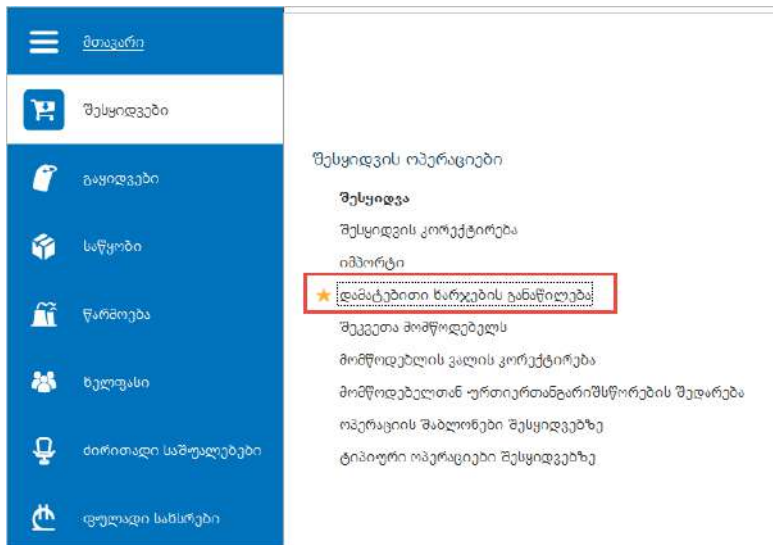 მთავარი
შესყიდვები
გაყიდვები
საწყობი
წარმოება
ხელფასი
ძირითადი საშუალებები
ფულადი სახსრები
შესყიდვის ოპერაციები
შესყიდვა
შესყიდვის კორექტირება
იმპორტი
დამატებითი ხარჯების განაწილება
შეკვეთა მომწოდებელს
მომწოდებლის ვალის კორექტირება
მომწოდებელთან ურთიერთანგარიშსწორების შედარება
ოპერაციის შაბლონები შესყიდვებზე
ტიპიური ოპერაციები შესყიდვებზე